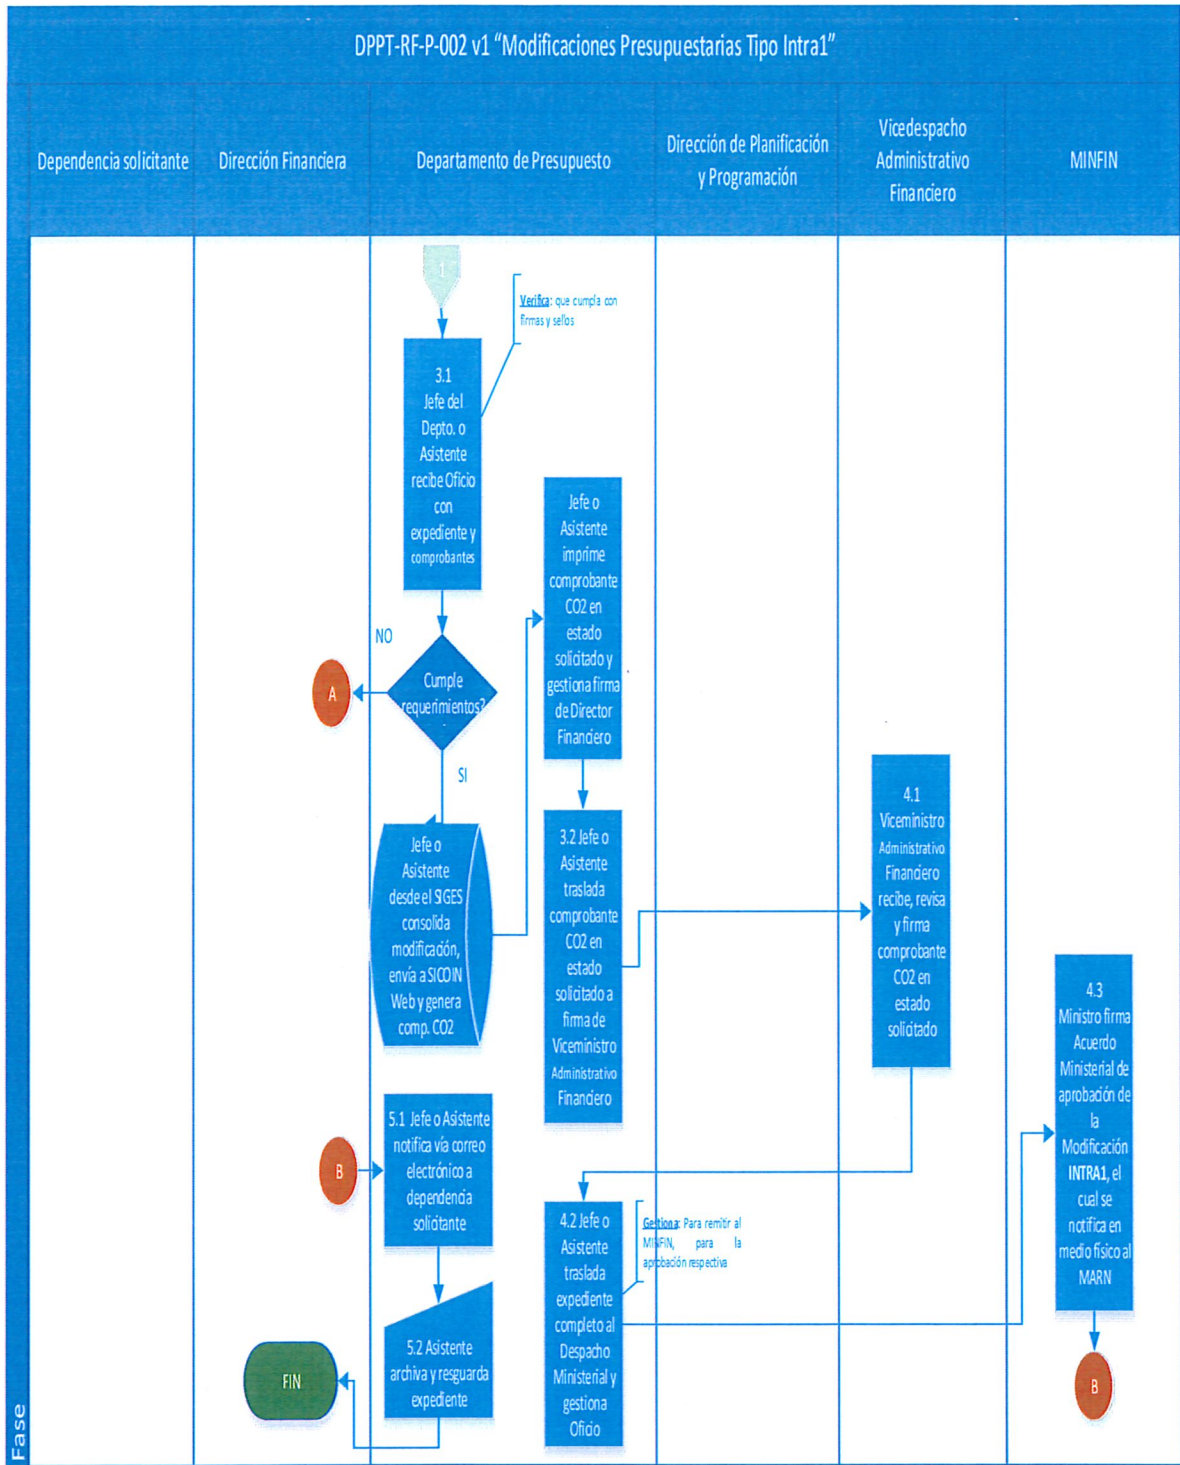 DPPT-RF-P-002 v1 “Modificaciones Presupuestarias Tipo Intra1”
Dependencia solicitante
Dirección Financiera
Departamento de Presupuesto
Dirección de Planificación
y Programación
Vicedespacho
Administrativo
Financiero
MINFIN
1
Verifica: que cumpla con
firmas y sellos
3.1
Jefe del
Depto. o
Asistente
recibe Oficio
con
expediente y
comprobantes
NO
A
Cumple
requerimientos?
SI
Jefe o
Asistente
desde el SIGES
consolida
modificación,
envía a SICOIN
Web y genera
comp. CO2
Jefe o
Asistente
imprime
comprobante
CO2 en
estado
solicitado y
gestiona firma
de Director
Financiero
3.2 Jefe o
Asistente
traslada
comprobante
CO2 en
estado
solicitado a
firma de
Viceministro
Administrativo
Financiero
4.1
Viceministro
Administrativo
Financiero
recibe, revisa
y firma
comprobante
CO2 en
estado
solicitado
4.2 Jefe o
Asistente
traslada
expediente
completo al
Despacho
Ministerial y
gestiona
Oficio
Gestiona: Para remitir al
MINFIN, para la
aprobación respectiva
4.3
Ministro firma
Acuerdo
Ministerial de
aprobación de
la
Modificación
INTRA1, el
cual se
notifica en
medio físico al
MARN
B
B
5.1 Jefe o Asistente
notifica vía correo
electrónico a
dependencia
solicitante
5.2 Asistente
archiva y resguarda
expediente
FIN
Fase